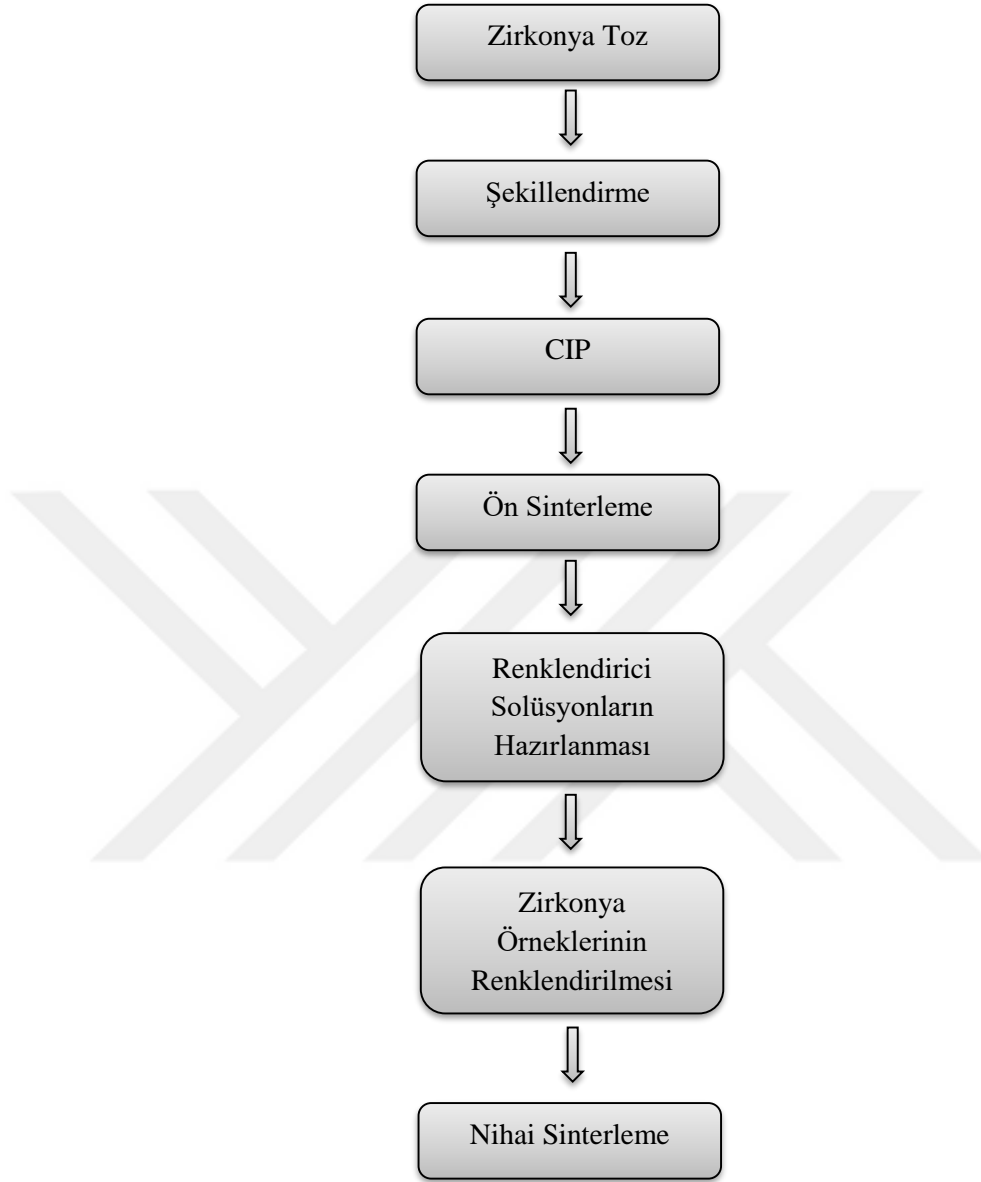 Zirkonya Toz
Şekillendirme
CIP
Ön Sinterleme
Renklendirici
Solüsyonların
Hazırlanması
Zirkonya
Örneklerinin
Renklendirilmesi
Nihai Sinterleme